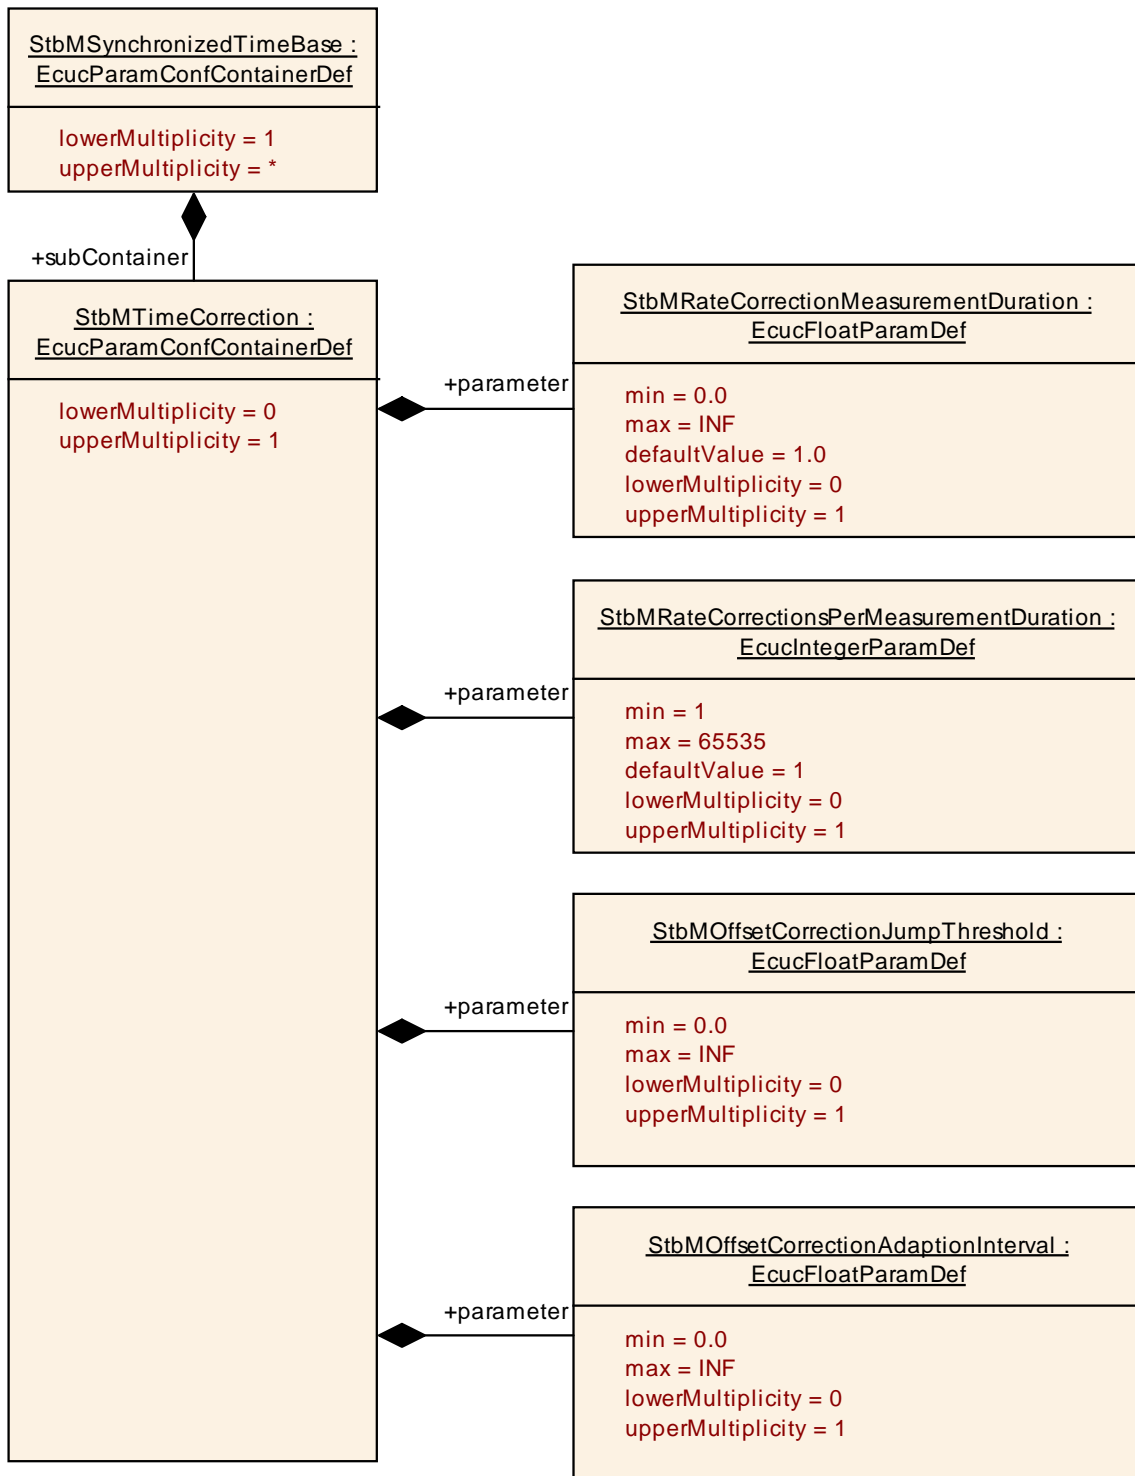 StbMSynchronizedTimeBase :
EcucParamConfContainerDef
lowerMultiplicity = 1
upperMultiplicity = *
+subContainer
StbMTimeCorrection :
EcucParamConfContainerDef
lowerMultiplicity = 0
upperMultiplicity = 1
+parameter
StbMRateCorrectionMeasurementDuration :
EcucFloatParamDef
min = 0.0
max = INF
defaultValue = 1.0
lowerMultiplicity = 0
upperMultiplicity = 1
+parameter
StbMRateCorrectionsPerMeasurementDuration :
EcucIntegerParamDef
min = 1
max = 65535
defaultValue = 1
lowerMultiplicity = 0
upperMultiplicity = 1
+parameter
StbMOffsetCorrectionJumpThreshold :
EcucFloatParamDef
min = 0.0
max = INF
lowerMultiplicity = 0
upperMultiplicity = 1
+parameter
StbMOffsetCorrectionAdaptionInterval :
EcucFloatParamDef
min = 0.0
max = INF
lowerMultiplicity = 0
upperMultiplicity = 1